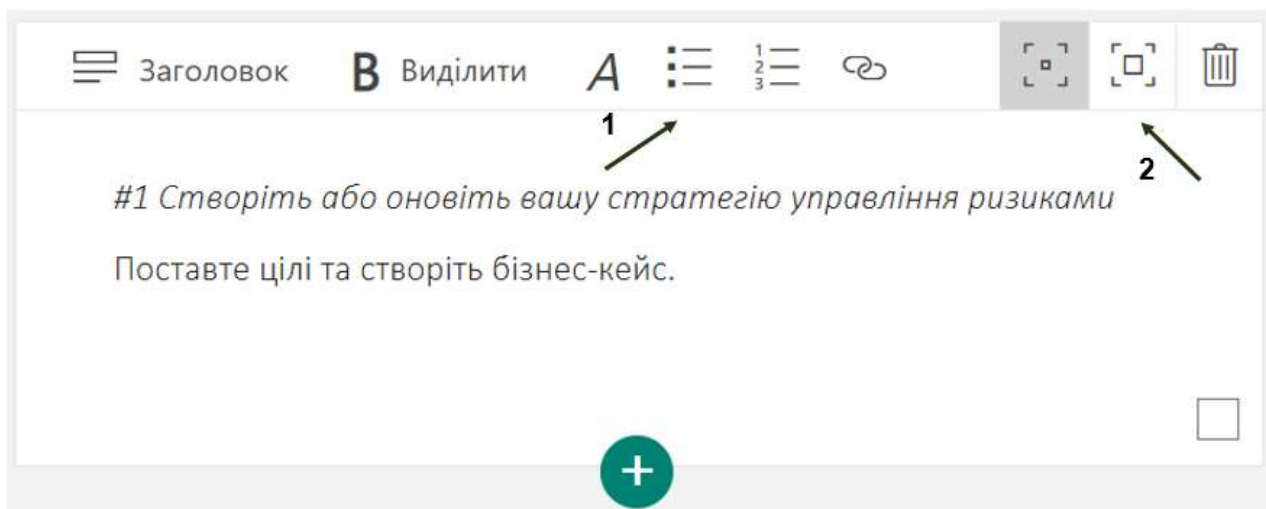 Заголовок B Виділити A
1
2
#1 Створіть або оновіть вашу стратегію управління ризиками
Поставте цілі та створіть бізнес-кейс.